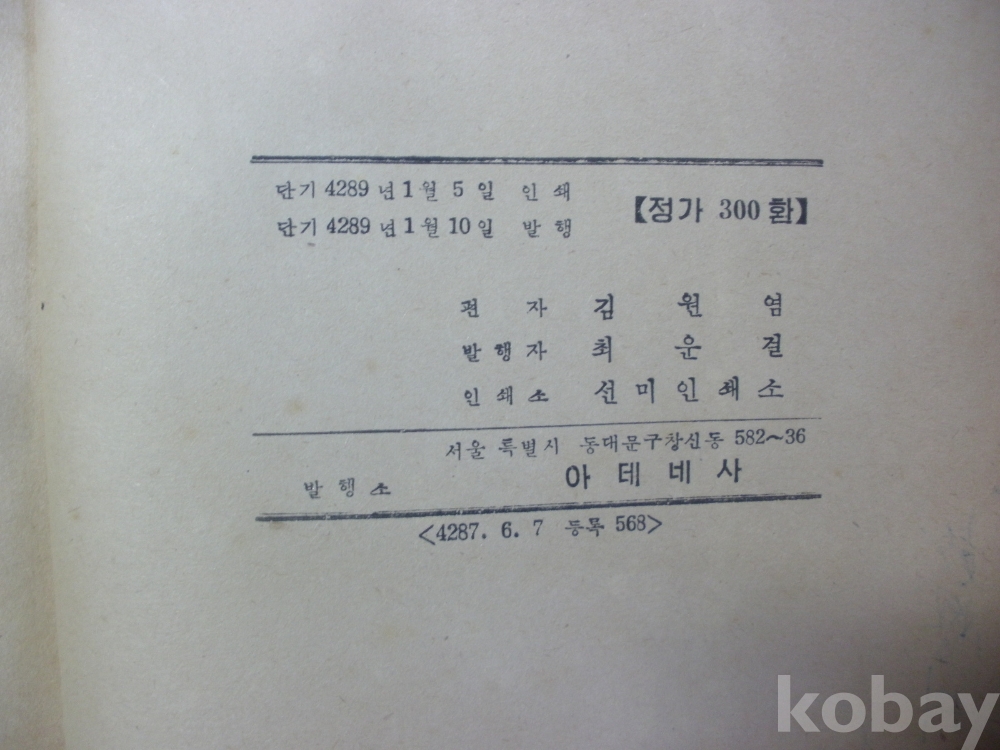 단기 4289 년 1 월 5 일 인 쇄
단기 4289 년 1 월 10 일 발 행
【정가 300 환】
편 자 김 원 염
발 행 자 최 운 걸
인 쇄 소 선 미 인 쇄 소
서울 특별시 동대문구창신동 582~36
발 행 소 아 데 네 사
<4287. 6. 7 등록 568>
kobay